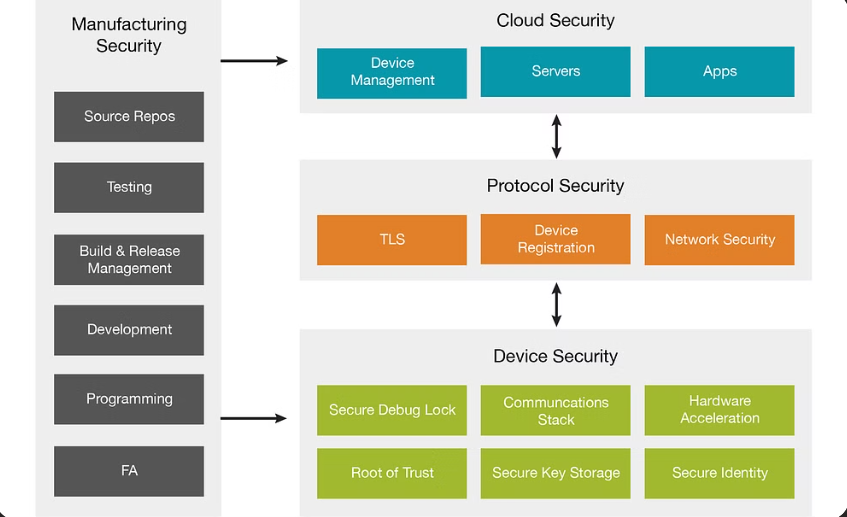 Manufacturing
Security
Source Repos
Testing
Build & Release
Management
Development
Programming
FA
Cloud Security
Device
Management
Servers
Apps
Protocol Security
TLS
Device
Registration
Network Security
Device Security
Secure Debug Lock
Communcations
Stack
Hardware
Acceleration
Root of Trust
Secure Key Storage
Secure Identity